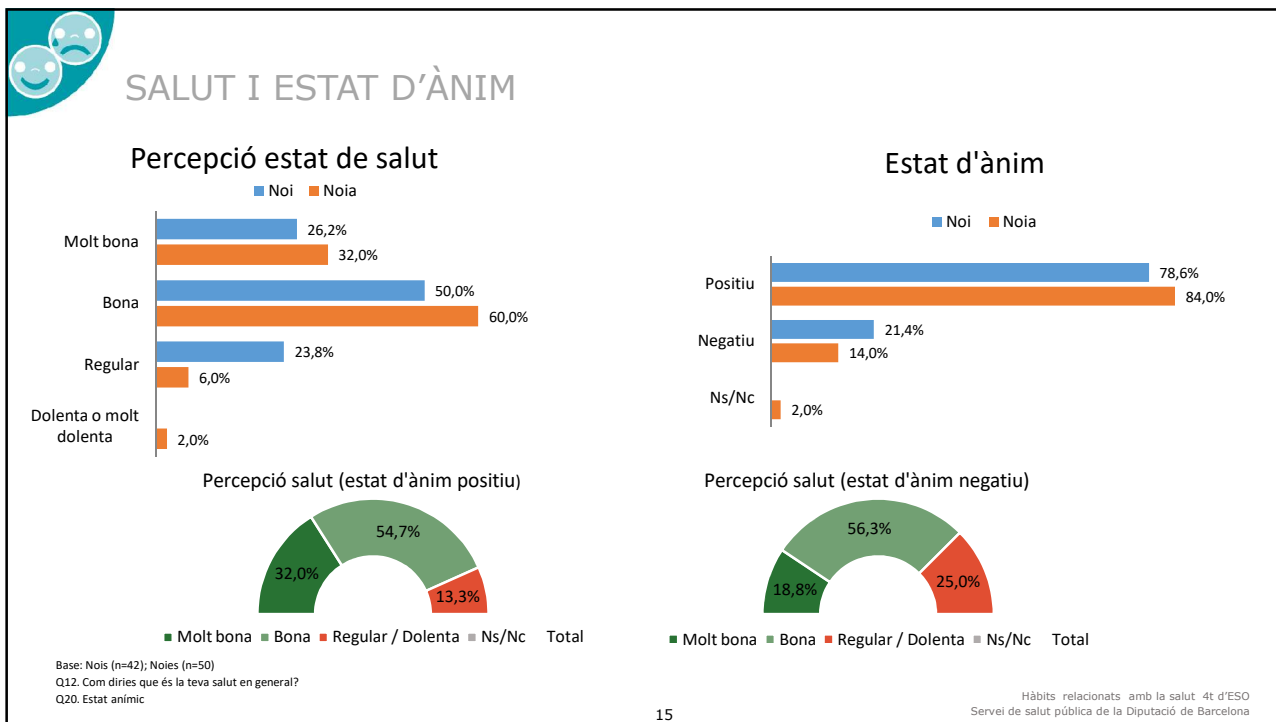 SALUT I ESTAT D'ÀNIM
Percepció estat de salut
Noi Noia
Molt bona
26,2%
32,0%
Bona
50,0%
60,0%
Regular
23,8%
6,0%
Dolenta o molt
dolenta
2,0%
Estat d'ànim
Noi Noia
Positiu
78,6%
84,0%
Negatiu
21,4%
14,0%
Ns/Nc
2,0%
Percepció salut (estat d'ànim positiu)
32,0%
54,7%
13,3%
Molt bona Bona Regular / Dolenta Ns/Nc Total
Percepció salut (estat d'ànim negatiu)
18,8%
56,3%
25,0%
Molt bona Bona Regular / Dolenta Ns/Nc Total
Base: Nois (n=42); Noies (n=50)
Q12. Com diries que és la teva salut en general?
Q20. Estat anímic
15
Hàbits relacionats amb la salut 4t d'ESO
Servei de salut pública de la Diputació de Barcelona